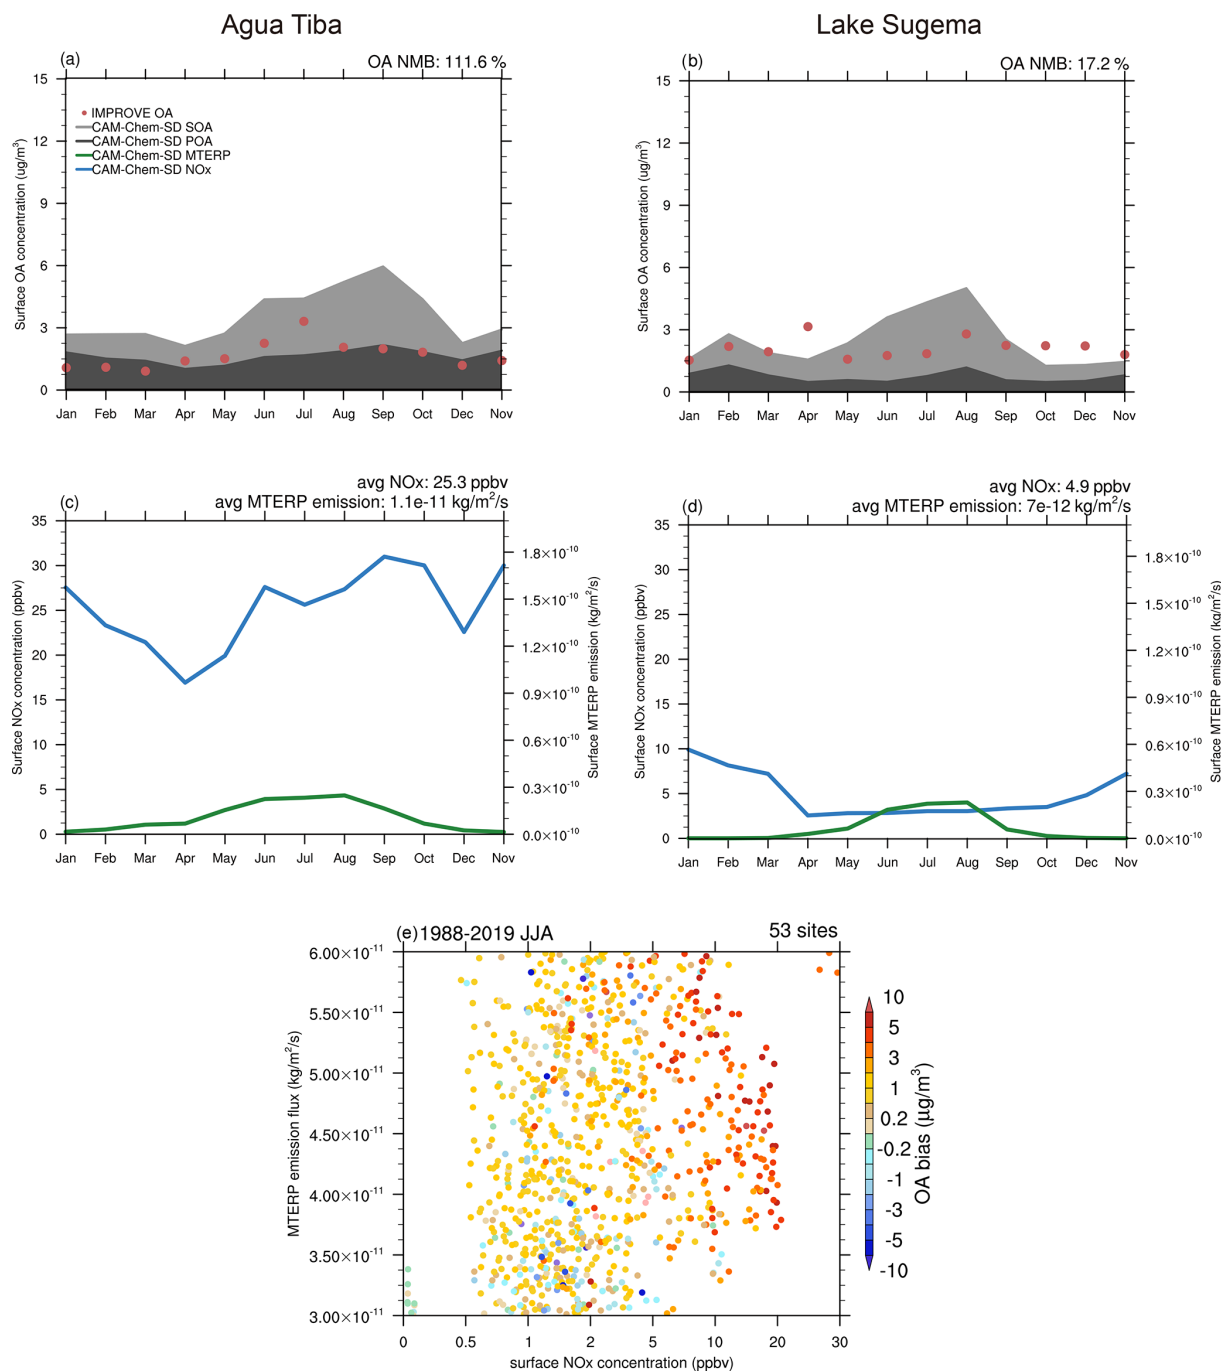 Agua Tiba
Lake Sugema
(a)
OA NMB: 111.6 %
15
12
9
6
3
0
Surface OA concentration (ug/m³)
IMPROVE OA
CAM-Chem-SD SOA
CAM-Chem-SD POA
CAM-Chem-SD MTERP
CAM-Chem-SD NOx
Jan Feb Mar Apr May Jun Jul Aug Sep Oct Dec Nov
(b)
OA NMB: 17.2 %
15
12
9
6
3
0
Surface OA concentration (ug/m³)
Jan Feb Mar Apr May Jun Jul Aug Sep Oct Dec Nov
avg NOx: 25.3 ppbv
(c)
avg MTERP emission: 1.1e-11 kg/m²/s
35
30
25
20
15
10
5
0
Surface NOx concentration (ppbv)
1.8×10⁻¹⁰
1.5×10⁻¹⁰
1.2×10⁻¹⁰
0.9×10⁻¹⁰
0.6×10⁻¹⁰
0.3×10⁻¹⁰
0.0×10⁻¹⁰
Surface MTERP emission (kg/m²/s)
Jan Feb Mar Apr May Jun Jul Aug Sep Oct Dec Nov
avg NOx: 4.9 ppbv
(d)
avg MTERP emission: 7e-12 kg/m²/s
35
30
25
20
15
10
5
0
Surface NOx concentration (ppbv)
1.8×10⁻¹⁰
1.5×10⁻¹⁰
1.2×10⁻¹⁰
0.9×10⁻¹⁰
0.6×10⁻¹⁰
0.3×10⁻¹⁰
0.0×10⁻¹⁰
Surface MTERP emission (kg/m²/s)
Jan Feb Mar Apr May Jun Jul Aug Sep Oct Dec Nov
(e) 1988-2019 JJA
53 sites
6.00×10⁻¹¹
5.50×10⁻¹¹
5.00×10⁻¹¹
4.50×10⁻¹¹
4.00×10⁻¹¹
3.50×10⁻¹¹
3.00×10⁻¹¹
MTERP emission flux (kg/m²/s)
0 0.5 1 2 5 10 20 30
surface NOx concentration (ppbv)
10
5
3
1
0.2
-0.2
-1
-3
-5
-10
OA bias (μg/m³)